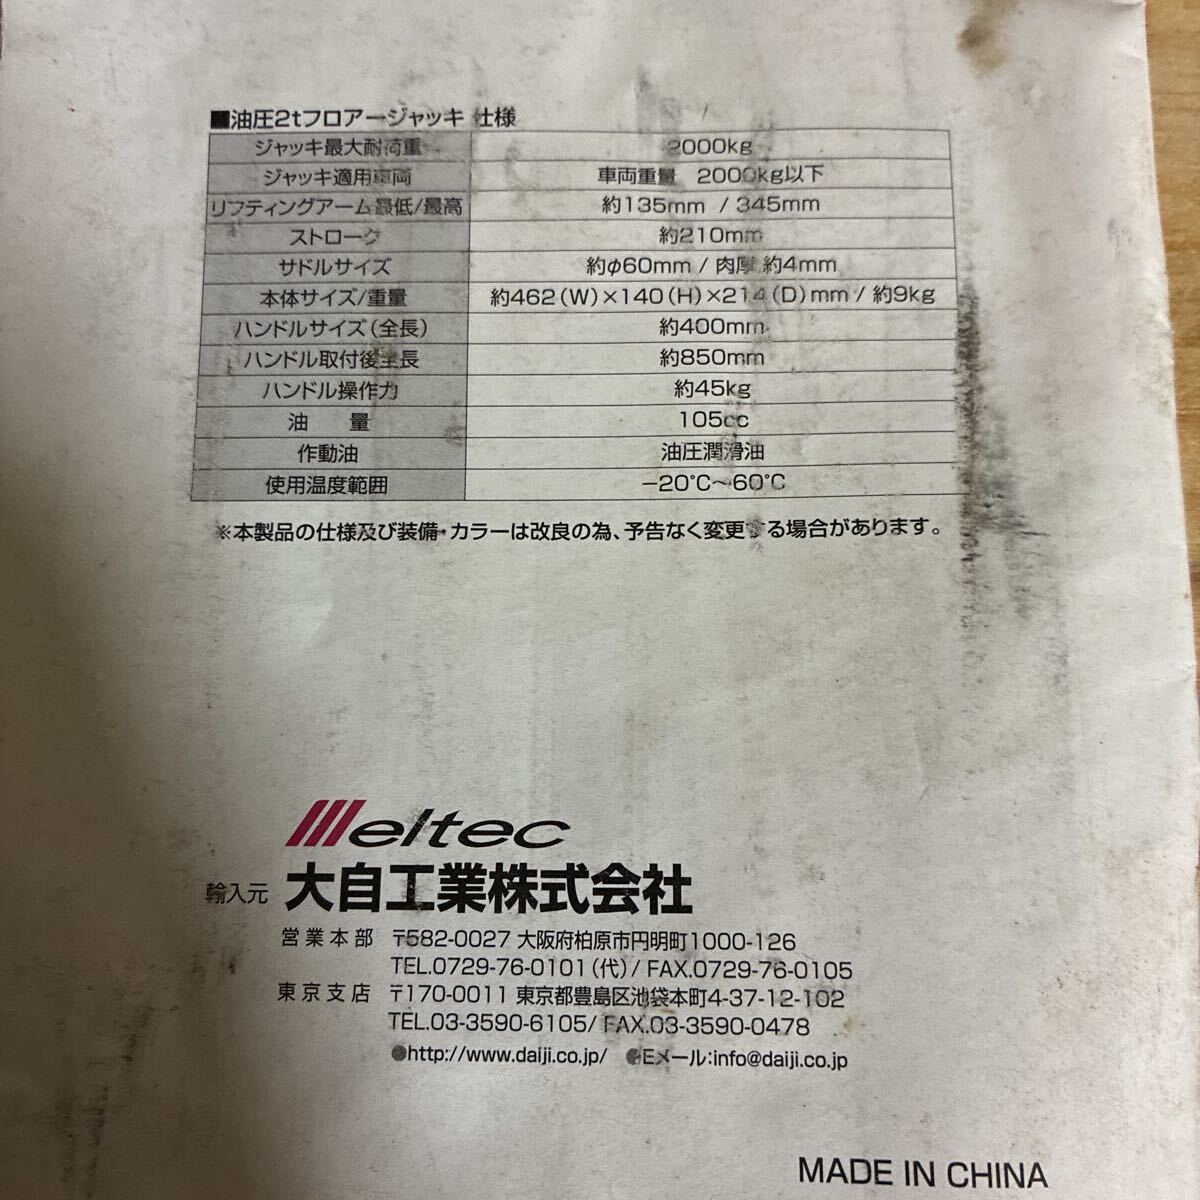 ■油圧2tフロアージャッキ 仕様
ジャッキ最大耐荷重 2000kg
ジャッキ適用車両 車両重量 2000kg以下
リフティングアーム最低/最高 約135mm / 345mm
ストローク 約210mm
サドルサイズ 約φ60mm / 肉厚 約4mm
本体サイズ/重量 約462(W)×140(H)×214(D)mm / 約9kg
ハンドルサイズ(全長) 約400mm
ハンドル取付後全長 約850mm
ハンドル操作力 約45kg
油 量 105cc
作動油 油圧潤滑油
使用温度範囲 −20℃〜60℃
※本製品の仕様及び装備・カラーは改良の為、予告なく変更する場合があります。
meltec
輸入元 大自工業株式会社
営業本部 〒582-0027 大阪府柏原市円明町1000-126
TEL.0729-76-0101(代)/ FAX.0729-76-0105
東京支店 〒170-0011 東京都豊島区池袋本町4-37-12-102
TEL.03-3590-6105/ FAX.03-3590-0478
●http://www.daiji.co.jp/ ●Eメール:info@daiji.co.jp
MADE IN CHINA